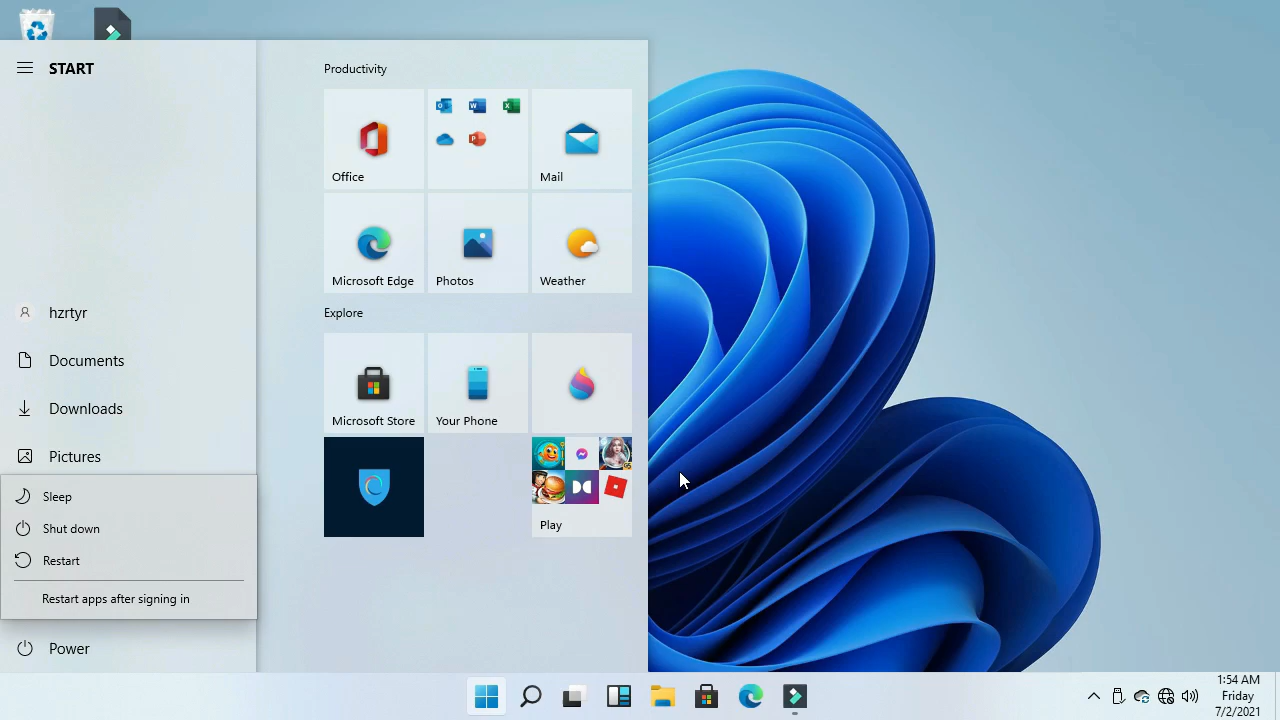 START
hzrtyr
Documents
Downloads
Pictures
Sleep
Shut down
Restart
Restart apps after signing in
Power
Productivity
Office
Mail
Microsoft Edge
Photos
Weather
Explore
Microsoft Store
Your Phone
Play
1:54 AM
Friday
7/2/2021